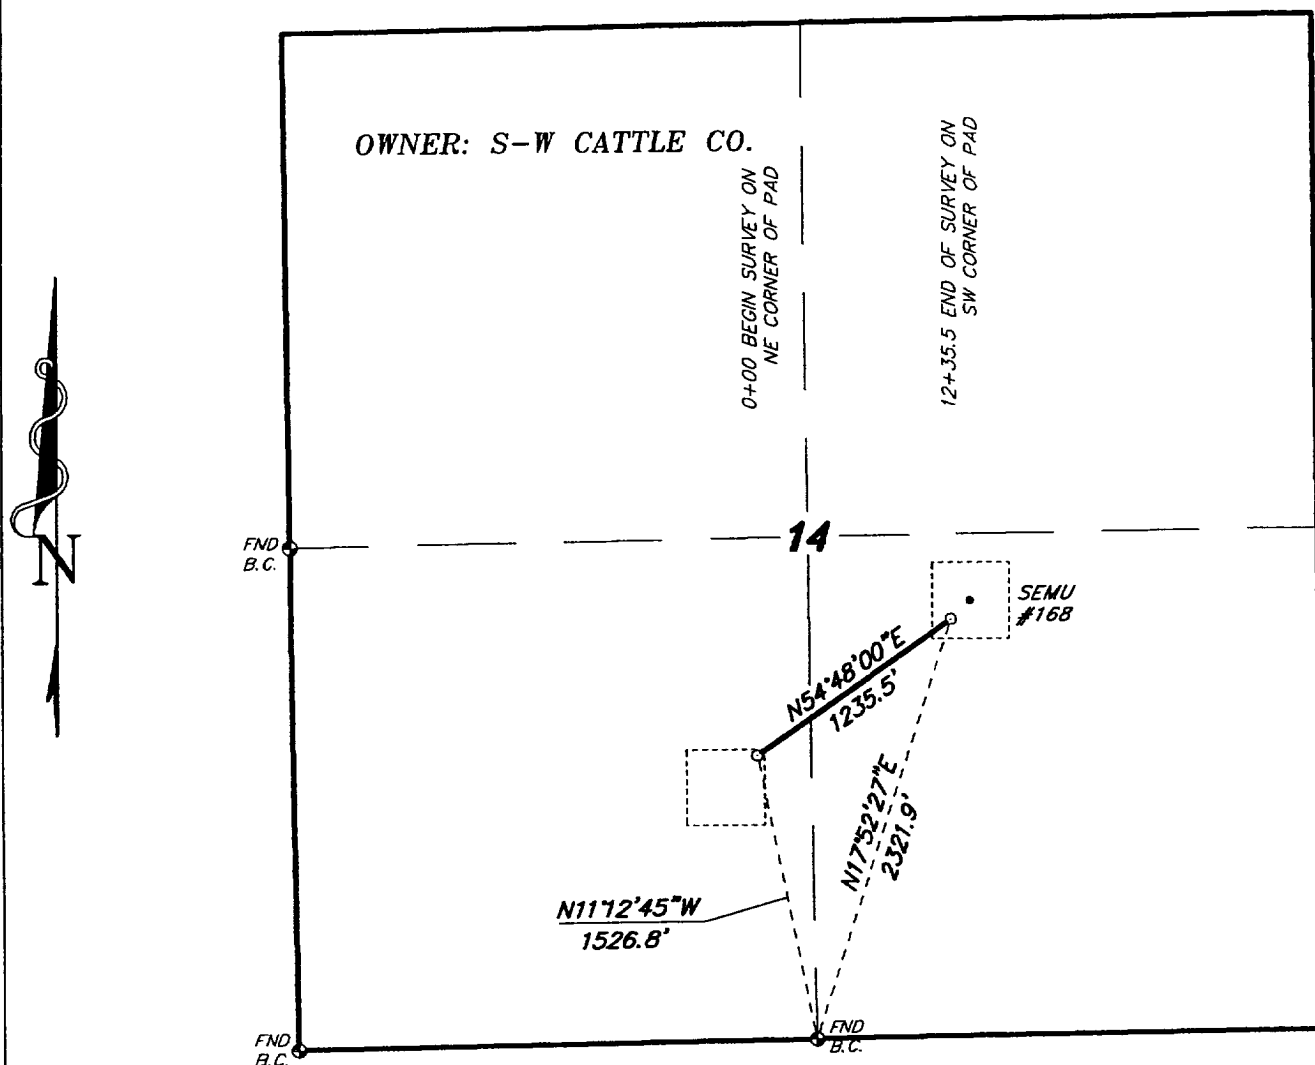 OWNER: S-W CATTLE CO.
0+00 BEGIN SURVEY ON
NE CORNER OF PAD
12+35.5 END OF SURVEY ON
SW CORNER OF PAD
N
FND
B.C.
14
SEMU
#168
N54°48'00"E
1235.5'
N17°52'27"E
2321.9'
N11°12'45"W
1526.8'
FND
B.C.
FND
B.C.